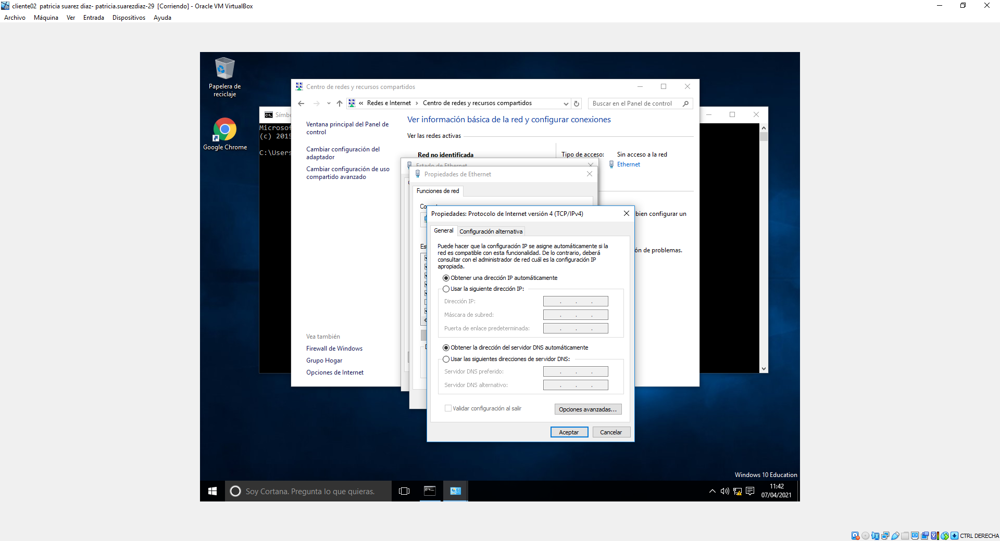 cliente02  patricia suarez diaz- patricia.suarezdiaz-29  [Corriendo] - Oracle VM VirtualBox
Archivo Máquina Ver Entrada Dispositivos Ayuda
Papelera de
reciclaje
Google Chrome
Centro de redes y recursos compartidos
« Redes e Internet › Centro de redes y recursos compartidos
Buscar en el Panel de control
Símbo
Microsof
(c) 2015
C:\Users
Ventana principal del Panel de
control
Cambiar configuración del
adaptador
Cambiar configuración de uso
compartido avanzado
Vea también
Firewall de Windows
Grupo Hogar
Opciones de Internet
Ver información básica de la red y configurar conexiones
Ver las redes activas
Red no identificada
Tipo de acceso: Sin acceso a la red
Ethernet
bien configurar un
ón de problemas.
Estado de Ethernet
Propiedades de Ethernet
Funciones de red
Propiedades: Protocolo de Internet versión 4 (TCP/IPv4)
General
Configuración alternativa
Puede hacer que la configuración IP se asigne automáticamente si la
red es compatible con esta funcionalidad. De lo contrario, deberá
consultar con el administrador de red cuál es la configuración IP
apropiada.
Obtener una dirección IP automáticamente
Usar la siguiente dirección IP:
Dirección IP:
Máscara de subred:
Puerta de enlace predeterminada:
Obtener la dirección del servidor DNS automáticamente
Usar las siguientes direcciones de servidor DNS:
Servidor DNS preferido:
Servidor DNS alternativo:
Validar configuración al salir
Opciones avanzadas...
Aceptar
Cancelar
Windows 10 Education
Soy Cortana. Pregunta lo que quieras.
11:42
07/04/2021
CTRL DERECHA